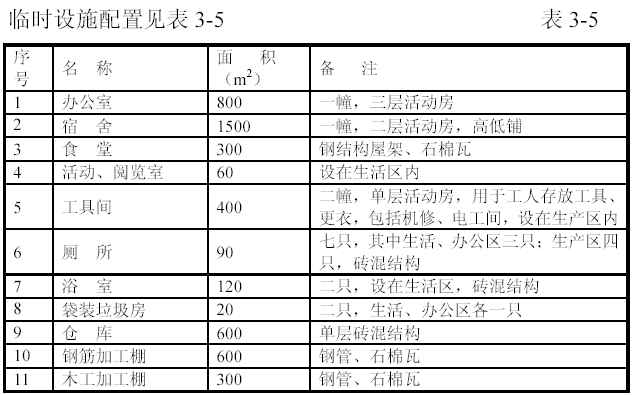 临时设施配置见表 3-5 表 3-5
序号 名 称 面 积（m²） 备 注
1 办公室 800 一幢，三层活动房
2 宿 舍 1500 一幢，二层活动房，高低铺
3 食 堂 300 钢结构屋架、石棉瓦
4 活动、阅览室 60 设在生活区内
5 工具间 400 二幢，单层活动房，用于工人存放工具、
更衣，包括机修、电工间，设在生产区内
6 厕 所 90 七只，其中生活、办公区三只；生产区四
只，砖混结构
7 浴 室 120 二只，设在生活区，砖混结构
8 袋装垃圾房 20 二只，生活、办公区各一只
9 仓 库 600 单层砖混结构
10 钢筋加工棚 600 钢管、石棉瓦
11 木工加工棚 300 钢管、石棉瓦